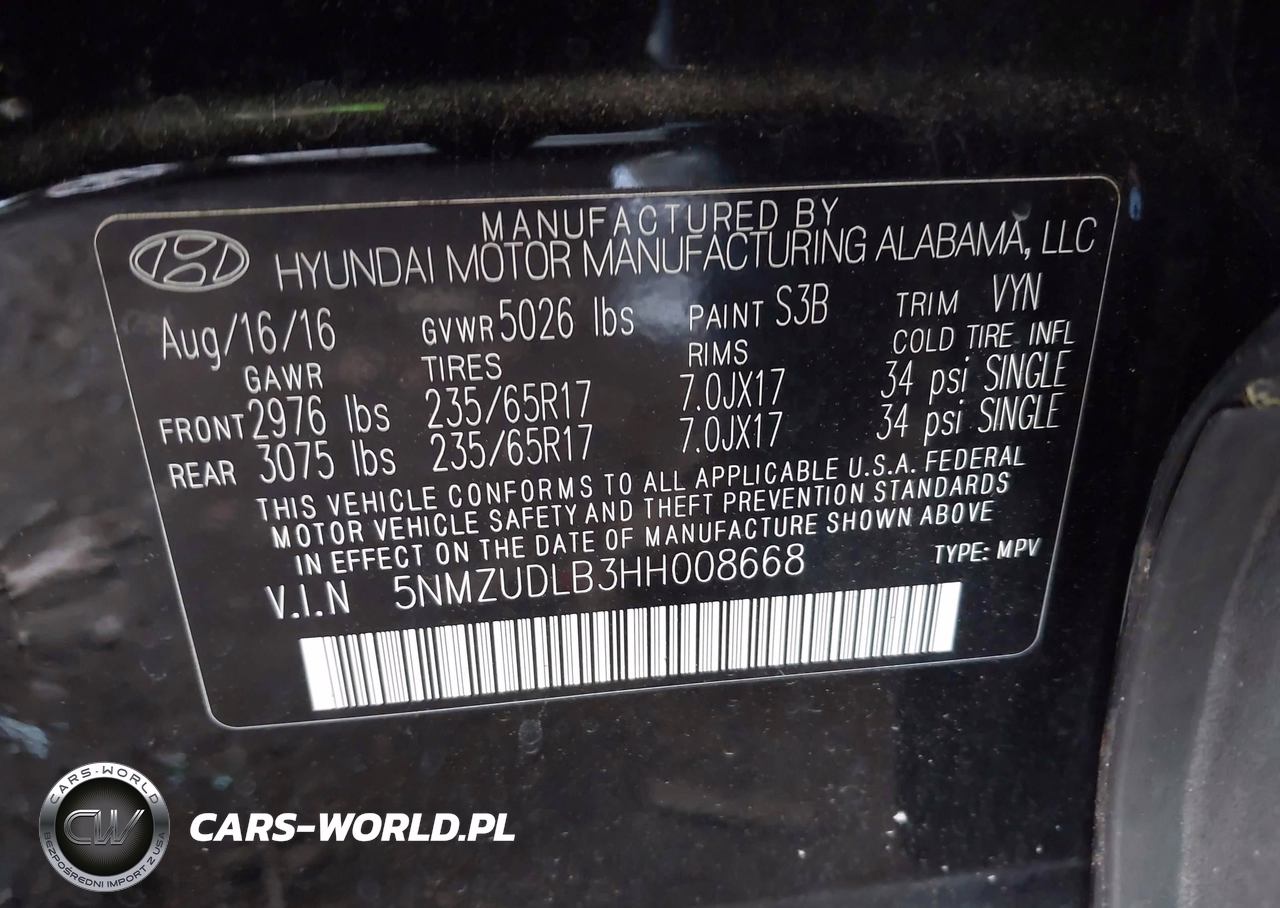 MANUFACTURED BY
HYUNDAI MOTOR MANUFACTURING ALABAMA, LLC
Aug/16/16 GVWR 5026 lbs PAINT S3B TRIM VYN
GAWR TIRES RIMS COLD TIRE INFL
FRONT 2976 lbs 235/65R17 7.0JX17 34 psi SINGLE
REAR 3075 lbs 235/65R17 7.0JX17 34 psi SINGLE
THIS VEHICLE CONFORMS TO ALL APPLICABLE U.S.A. FEDERAL
MOTOR VEHICLE SAFETY AND THEFT PREVENTION STANDARDS
IN EFFECT ON THE DATE OF MANUFACTURE SHOWN ABOVE
V.I.N 5NMZUDLB3HH008668 TYPE: MPV
CARS-WORLD
CW
BEZPOŚREDNI IMPORT Z USA
CARS-WORLD.PL